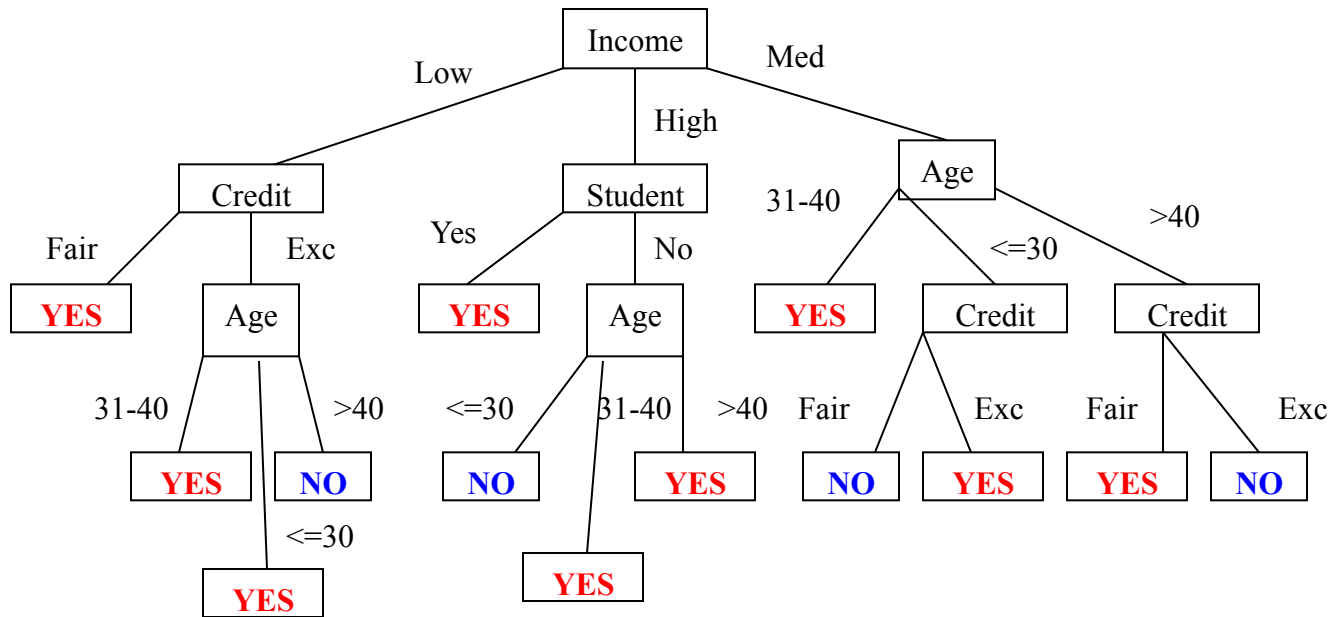 Income
Low
Med
High
Credit
Student
Age
Fair
Exc
Yes
No
31-40
<=30
>40
YES
Age
YES
Age
YES
Credit
Credit
31-40
>40
<=30
31-40
>40
Fair
Exc
Fair
Exc
YES
NO
NO
YES
NO
YES
YES
NO
<=30
YES
YES